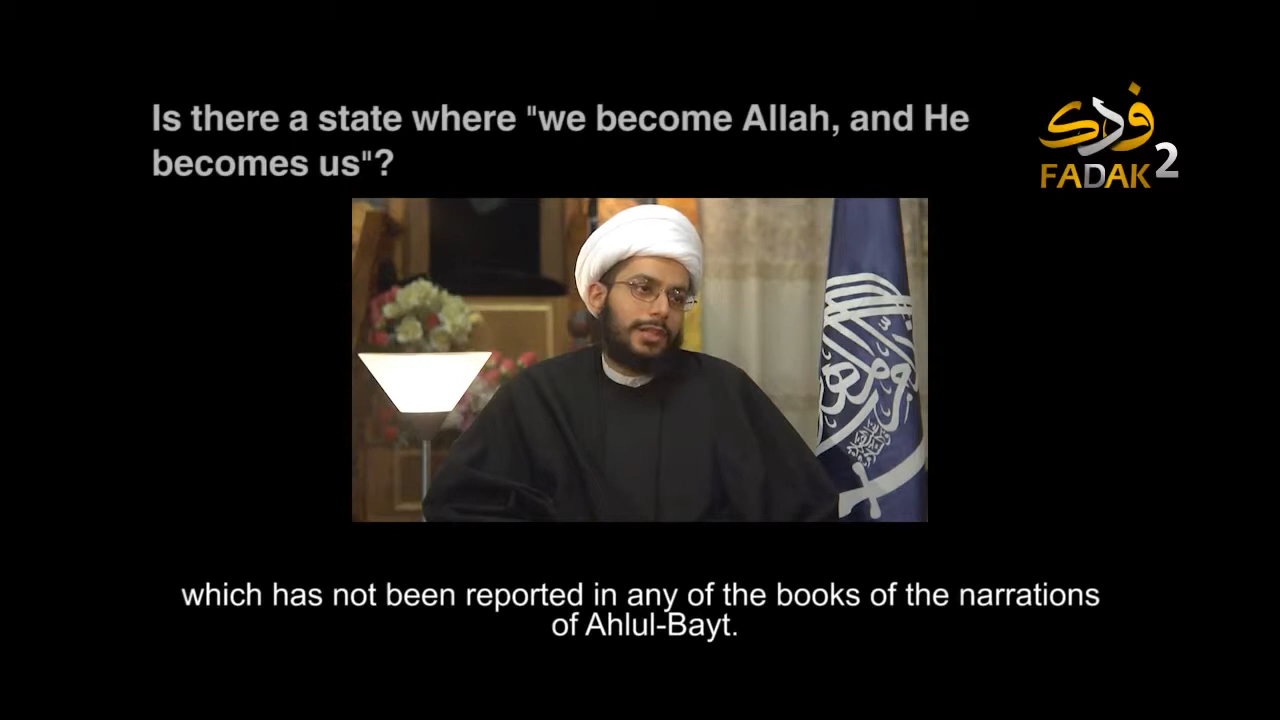 Is there a state where "we become Allah, and He
becomes us"?
فدك
FADAK 2
which has not been reported in any of the books of the narrations
of Ahlul-Bayt.